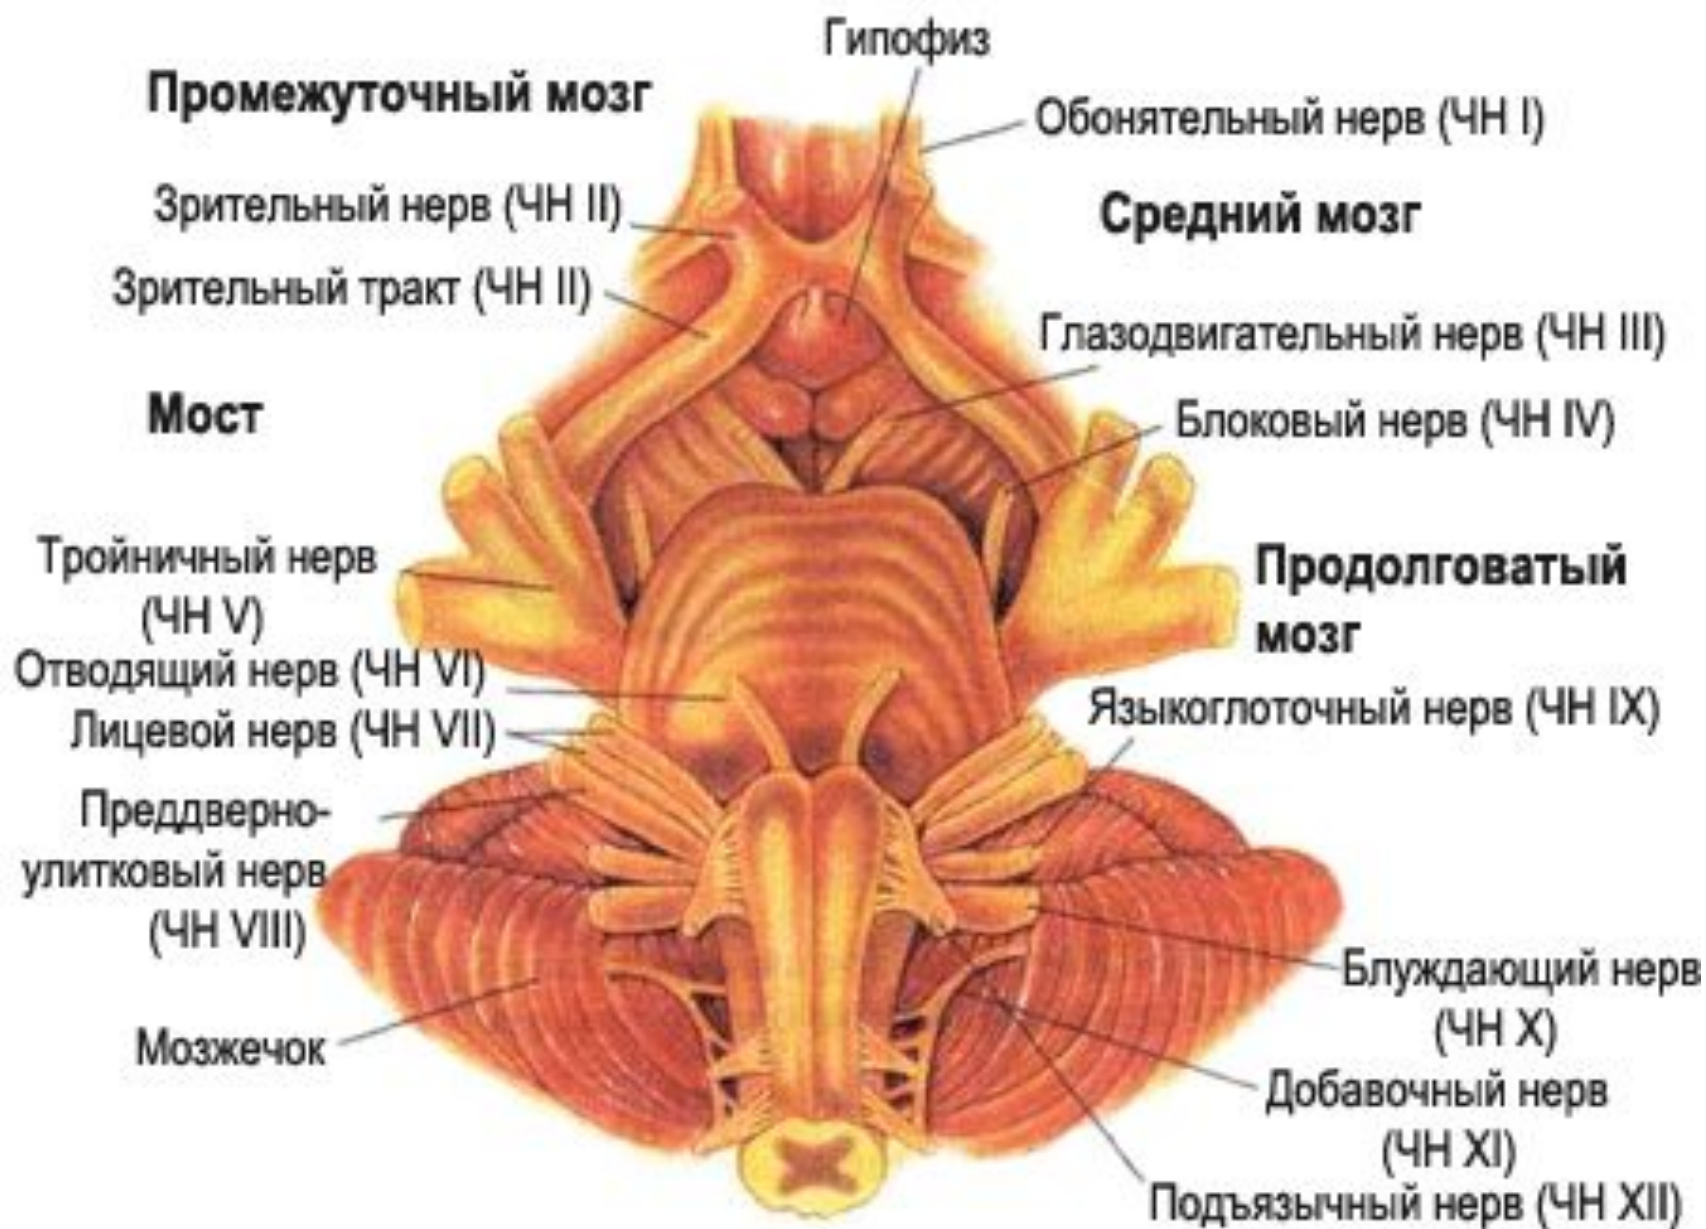 Гипофиз
Промежуточный мозг
Обонятельный нерв (ЧН I)
Зрительный нерв (ЧН II)
Средний мозг
Зрительный тракт (ЧН II)
Глазодвигательный нерв (ЧН III)
Мост
Блоковый нерв (ЧН IV)
Тройничный нерв
(ЧН V)
Продолговатый
мозг
Отводящий нерв (ЧН VI)
Языкоглоточный нерв (ЧН IX)
Лицевой нерв (ЧН VII)
Преддверно-
улитковый нерв
(ЧН VIII)
Блуждающий нерв
(ЧН X)
Мозжечок
Добавочный нерв
(ЧН XI)
Подъязычный нерв (ЧН XII)